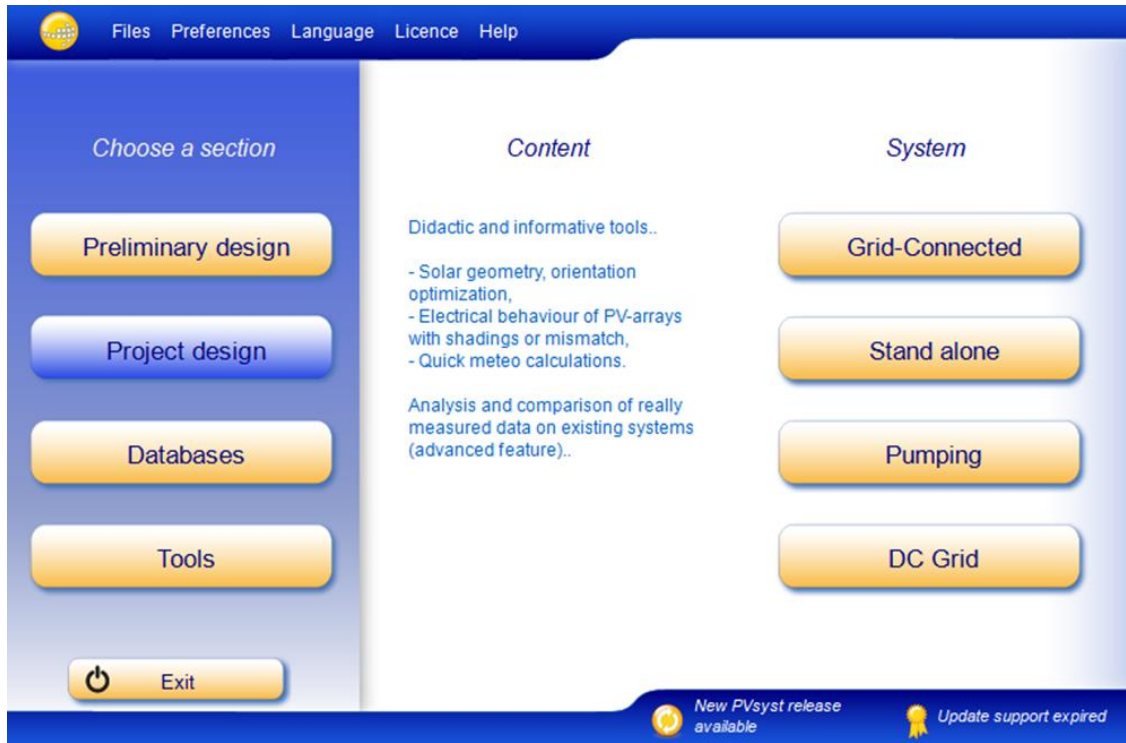 Files Preferences Language Licence Help
Choose a section
Preliminary design
Project design
Databases
Tools
Exit
Content
Didactic and informative tools..
- Solar geometry, orientation
optimization,
- Electrical behaviour of PV-arrays
with shadings or mismatch,
- Quick meteo calculations.
Analysis and comparison of really
measured data on existing systems
(advanced feature)..
System
Grid-Connected
Stand alone
Pumping
DC Grid
New PVsyst release
available
Update support expired